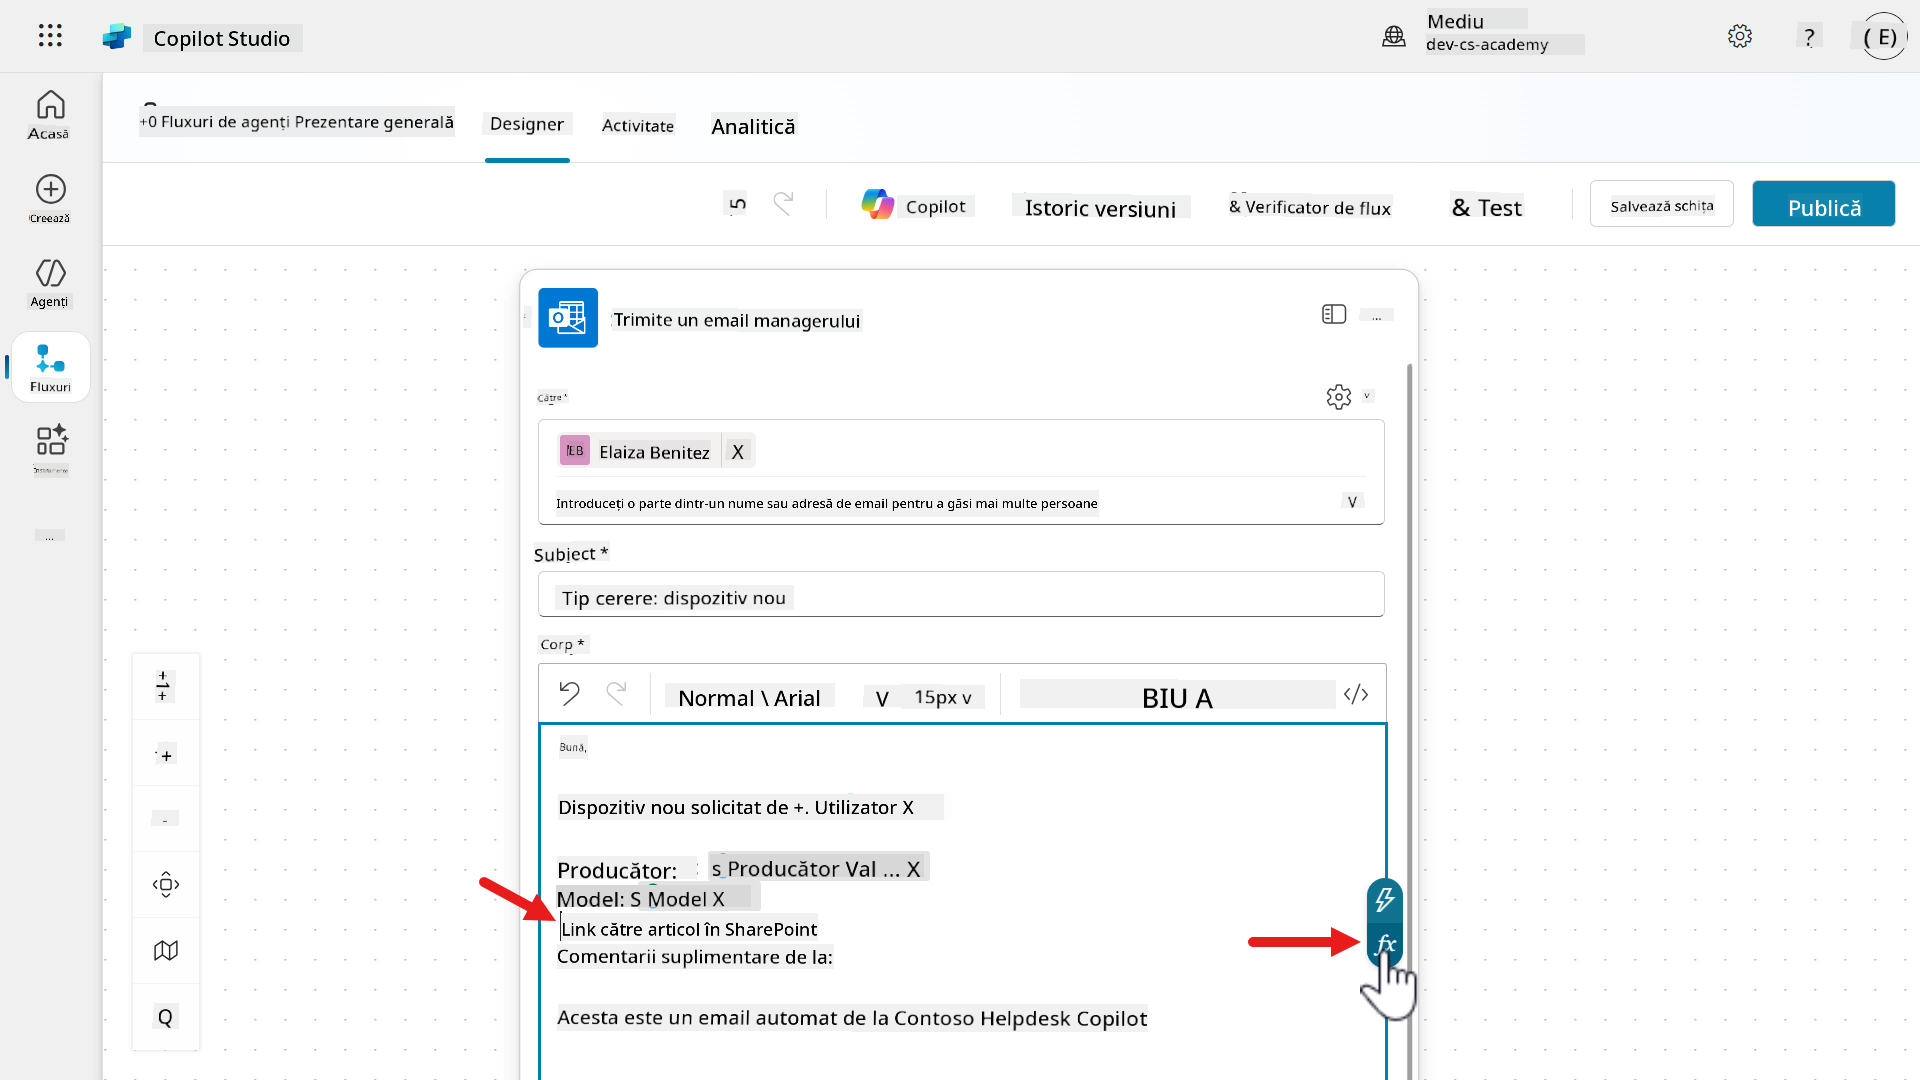 Copilot Studio
Mediu
dev-cs-academy
?
( E)
Acasă
+0 Fluxuri de agenți Prezentare generală
Designer
Activitate
Analitică
Creează
5
Copilot
Istoric versiuni
& Verificator de flux
& Test
Salvează schița
Publică
Agenți
Trimite un email managerului
...
Fluxuri
Către *
v
EB
Elaiza Benitez
X
Introduceți o parte dintr-un nume sau adresă de email pentru a găsi mai multe persoane
V
...
Subject *
Tip cerere: dispozitiv nou
Corp *
Normal \ Arial
V
15px v
BIU A
</>
Bună,
Dispozitiv nou solicitat de +. Utilizator X
Producător: s Producător Val ... X
Model: S Model X
Link către articol în SharePoint
fx
Comentarii suplimentare de la:
Acesta este un email automat de la Contoso Helpdesk Copilot
Q